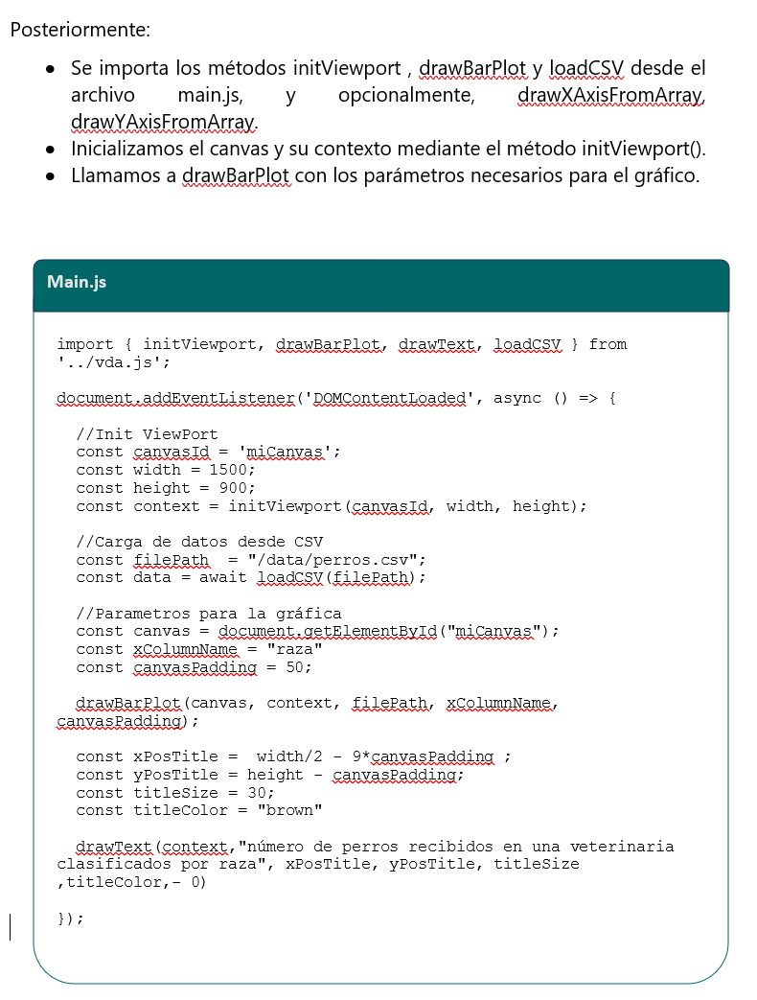 Posteriormente:
• Se importa los métodos initViewport , drawBarPlot y loadCSV desde el
archivo main.js, y opcionalmente, drawXAxisFromArray,
drawYAxisFromArray.
• Inicializamos el canvas y su contexto mediante el método initViewport().
• Llamamos a drawBarPlot con los parámetros necesarios para el gráfico.
Main.js
import { initViewport, drawBarPlot, drawText, loadCSV } from
'../vda.js';
document.addEventListener('DOMContentLoaded', async () => {
//Init ViewPort
const canvasId = 'miCanvas';
const width = 1500;
const height = 900;
const context = initViewport(canvasId, width, height);
//Carga de datos desde CSV
const filePath  = "/data/perros.csv";
const data = await loadCSV(filePath);
//Parametros para la gráfica
const canvas = document.getElementById("miCanvas");
const xColumnName = "raza"
const canvasPadding = 50;
drawBarPlot(canvas, context, filePath, xColumnName,
canvasPadding);
const xPosTitle =  width/2 - 9*canvasPadding ;
const yPosTitle = height - canvasPadding;
const titleSize = 30;
const titleColor = "brown"
drawText(context,"número de perros recibidos en una veterinaria
clasificados por raza", xPosTitle, yPosTitle, titleSize
,titleColor,- 0)
});